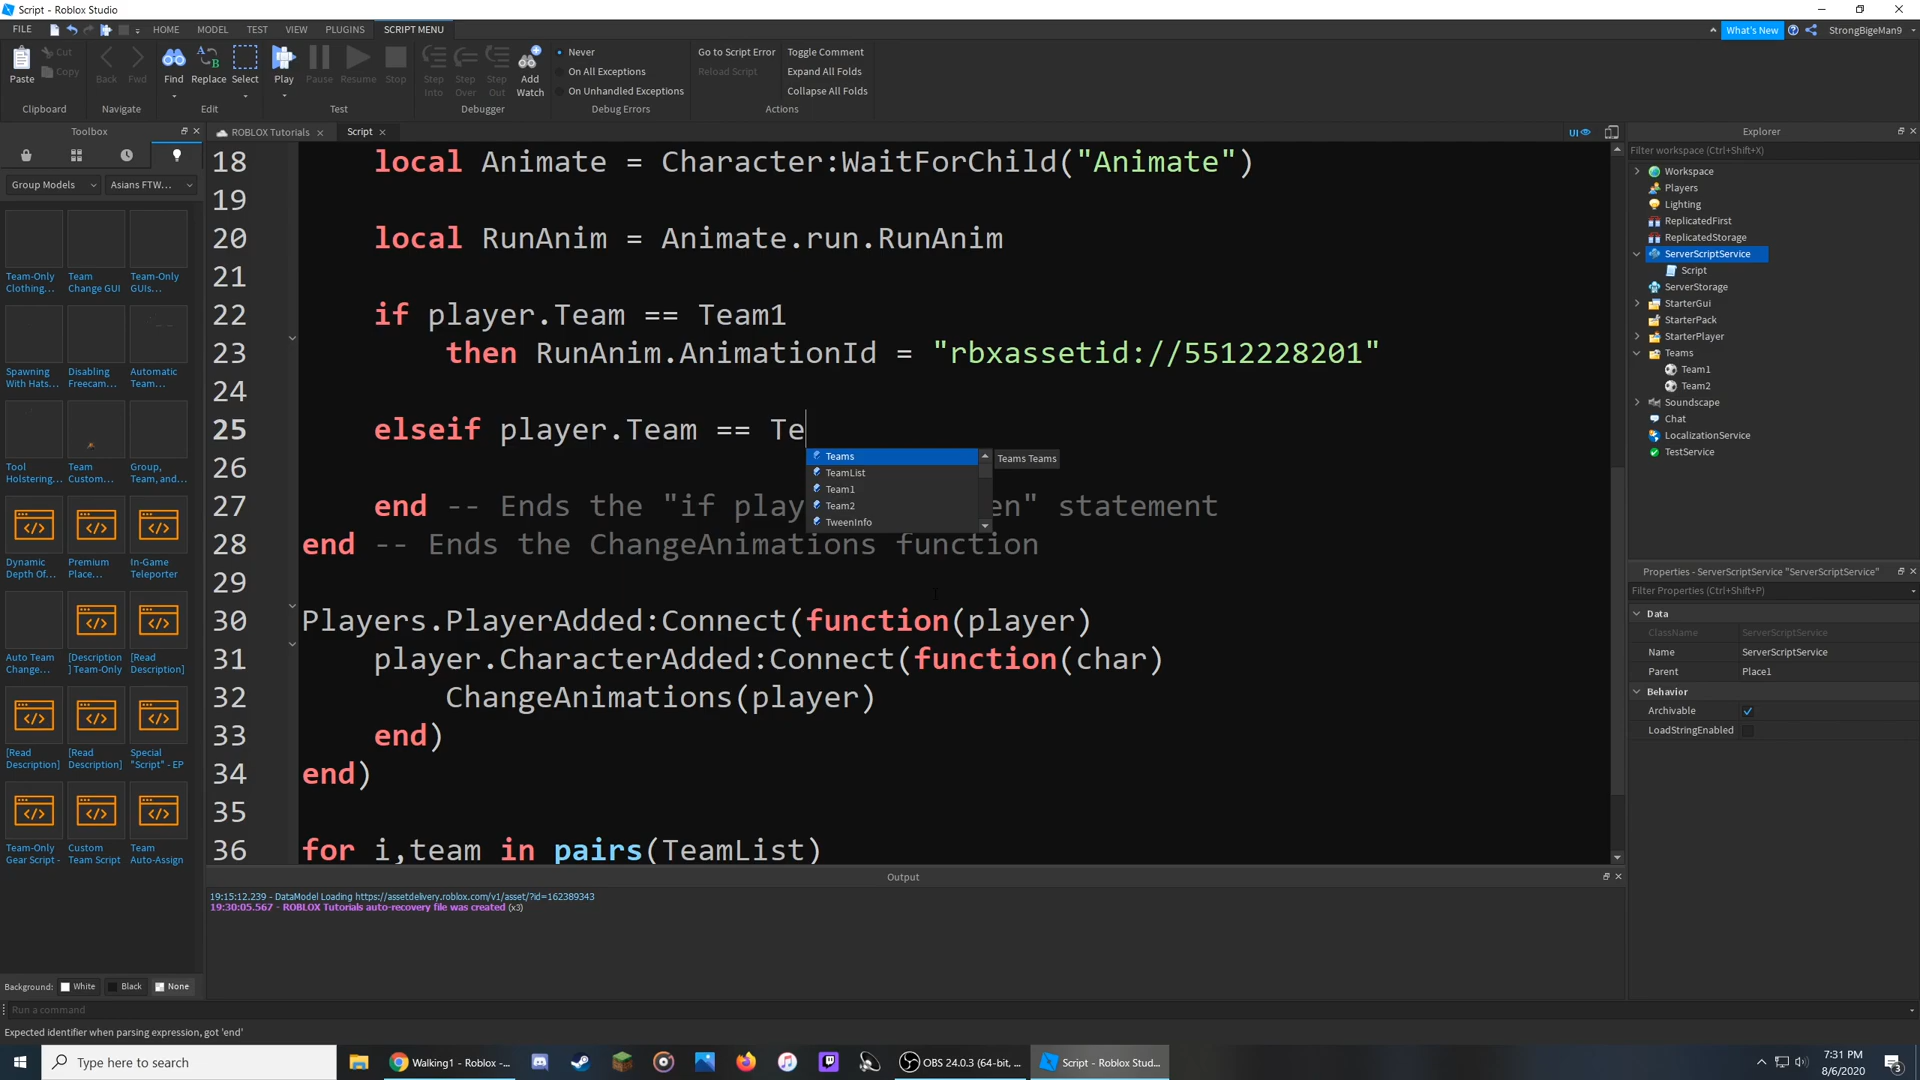 Script - Roblox Studio
FILE
HOME
MODEL
TEST
VIEW
PLUGINS
SCRIPT MENU
What's New
StrongBigeMan9
Paste
Cut
Copy
Clipboard
Back
Fwd
Navigate
Find
Replace
Select
Edit
Play
Pause
Resume
Stop
Test
Step Into
Step Over
Step Out
Add Watch
Debugger
Never
On All Exceptions
On Unhandled Exceptions
Debug Errors
Go to Script Error
Reload Script
Toggle Comment
Expand All Folds
Collapse All Folds
Actions
Toolbox
Group Models
Asians FTW...
Team-Only Clothing...
Team Change GUI
Team-Only GUIs...
Spawning With Hats...
Disabling Freecam...
Automatic Team...
Tool Holstering...
Team Custom...
Group, Team, and...
Dynamic Depth Of...
Premium Place...
In-Game Teleporter
Auto Team Change...
[Description] Team-Only
[Read Description]
[Read Description]
[Read Description]
Special "Script" - EP
Team-Only Gear Script -
Custom Team Script
Team Auto-Assign
Background: White Black None
ROBLOX Tutorials
Script
UI
18 local Animate = Character:WaitForChild("Animate")
19
20 local RunAnim = Animate.run.RunAnim
21
22 if player.Team == Team1
23 then RunAnim.AnimationId = "rbxassetid://5512228201"
24
25 elseif player.Team == Te
Teams
TeamList
Team1
Team2
TweenInfo
Teams Teams
26
27 end -- Ends the "if play en" statement
28 end -- Ends the ChangeAnimations function
29
30 Players.PlayerAdded:Connect(function(player)
31 player.CharacterAdded:Connect(function(char)
32 ChangeAnimations(player)
33 end)
34 end)
35
36 for i,team in pairs(TeamList)
Output
19:15:12.239 - DataModel Loading https://assetdelivery.roblox.com/v1/asset/?id=162389343
19:30:05.567 - ROBLOX Tutorials auto-recovery file was created (x3)
Explorer
Filter workspace (Ctrl+Shift+X)
Workspace
Players
Lighting
ReplicatedFirst
ReplicatedStorage
ServerScriptService
Script
ServerStorage
StarterGui
StarterPack
StarterPlayer
Teams
Team1
Team2
Soundscape
Chat
LocalizationService
TestService
Properties - ServerScriptService "ServerScriptService"
Filter Properties (Ctrl+Shift+P)
Data
ClassName ServerScriptService
Name ServerScriptService
Parent Place1
Behavior
Archivable
LoadStringEnabled
Run a command
Expected identifier when parsing expression, got 'end'
Type here to search
Walking1 - Roblox -...
OBS 24.0.3 (64-bit, ...
Script - Roblox Stud...
7:31 PM
8/6/2020
3